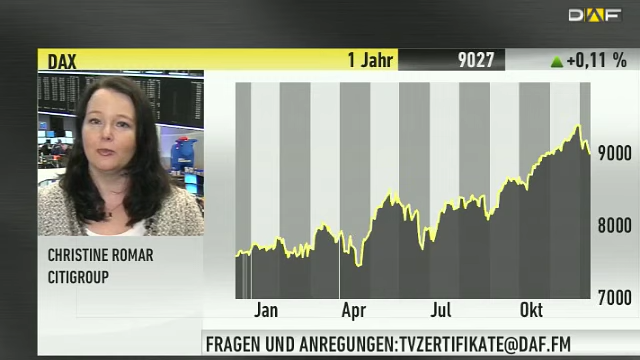 DAF
DAX 1 Jahr 9027 +0,11 %
9000
8000
7000
Jan Apr Jul Okt
CHRISTINE ROMAR
CITIGROUP
FRAGEN UND ANREGUNGEN:TVZERTIFIKATE@DAF.FM